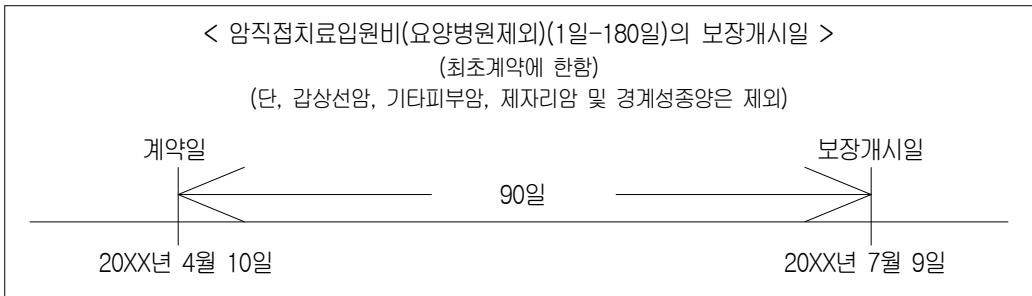 < 암직접치료입원비(요양병원제외)(1일-180일)의 보장개시일 >
(최초계약에 한함)
(단, 갑상선암, 기타피부암, 제자리암 및 경계성종양은 제외)
계약일 보장개시일
90일
20XX년 4월 10일 20XX년 7월 9일